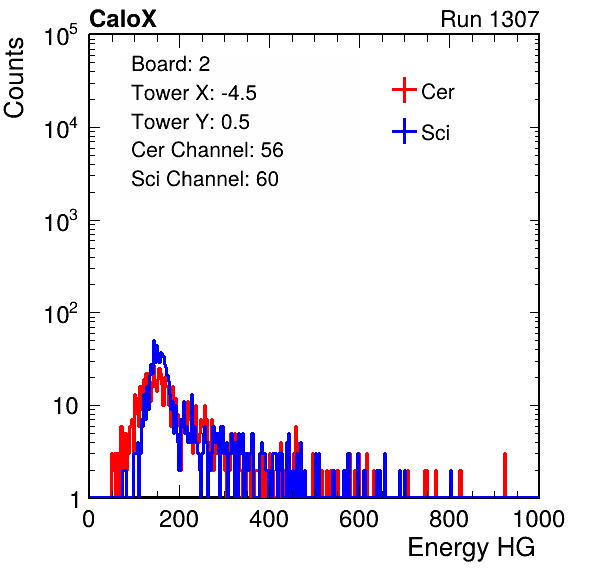 CaloX Run 1307
Counts
Board: 2
Tower X: -4.5
Tower Y: 0.5
Cer Channel: 56
Sci Channel: 60
Cer
Sci
10^5
10^4
10^3
10^2
10
1
0 200 400 600 800 1000
Energy HG